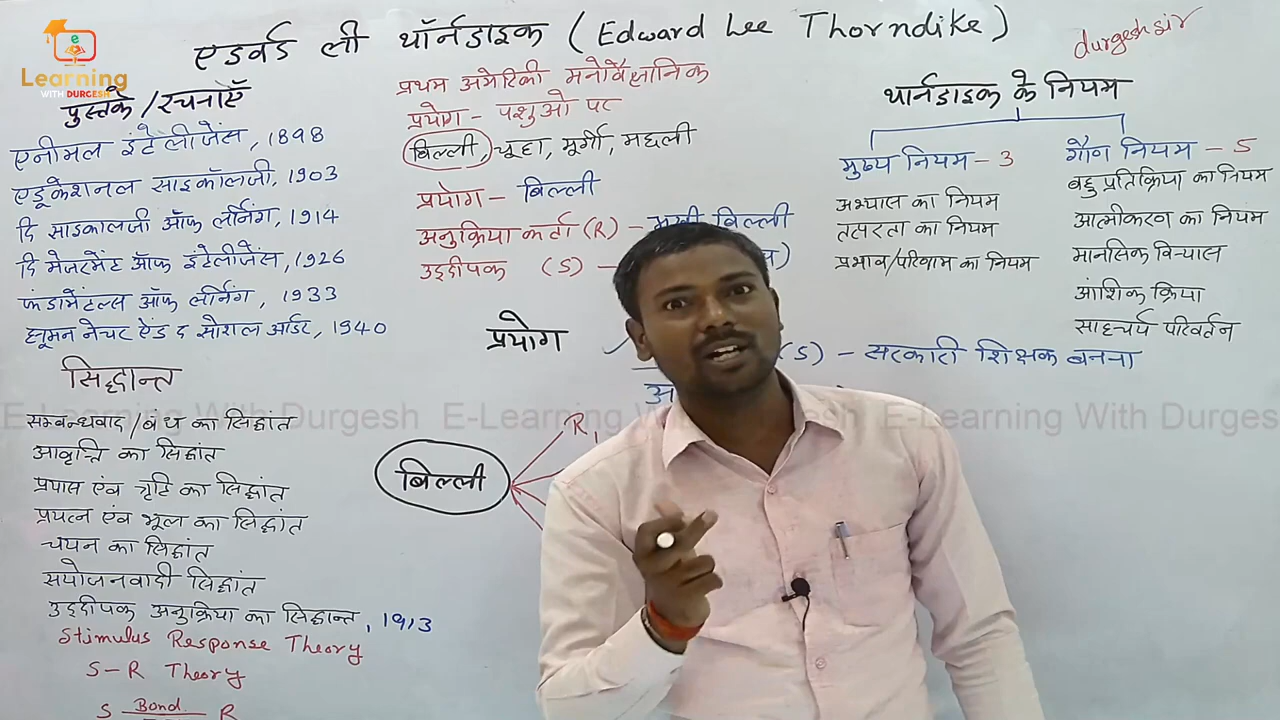 एडवर्ड ली थॉर्नडाइक ( Edward Lee Thorndike )
durgesh sir
e
Learning
WITH DURGESH
पुस्तकें / रचनाएँ
एनीमल इंटेलीजेंस , 1898
एडूकेशनल साइकॉलजी , 1903
दि साइकालजी ऑफ लर्निंग , 1914
दि मेजरमेंट ऑफ इंटेलीजेंस , 1926
फंडामेंटल्स ऑफ लर्निंग , 1933
ह्यूमन नेचर ऐंड द सोशल आर्डर , 1940
सिद्धान्त
सम्बन्धवाद / बंध का सिद्धांत
आवृत्ति का सिद्धांत
प्रयास एंव त्रुटि का सिद्धांत
प्रयत्न एंव भूल का सिद्धांत
चयन का सिद्धांत
सयोजनवादी सिद्धांत
उद्दीपक अनुक्रिया का सिद्धान्त , 1913
Stimulus Response Theory
S - R Theory
S Bond R
प्रथम अमेरिकी मनोवैज्ञानिक
प्रयोग - पशुओ पर
बिल्ली , चूहा , मुर्गी , मछली
प्रयोग - बिल्ली
अनुक्रिया कर्ता (R) - भूखी बिल्ली
उद्दीपक (S) -
प्रयोग
(S) - सरकारी शिक्षक बनना
बिल्ली
R1
थार्नडाइक के नियम
मुख्य नियम - 3
अभ्यास का नियम
तत्परता का नियम
प्रभाव / परिणाम का नियम
गौण नियम - 5
बहु प्रतिक्रिया का नियम
आत्मीकरण का नियम
मानसिक विन्यास
आंशिक क्रिया
साहचर्य परिवर्तन
E-Learning With Durgesh